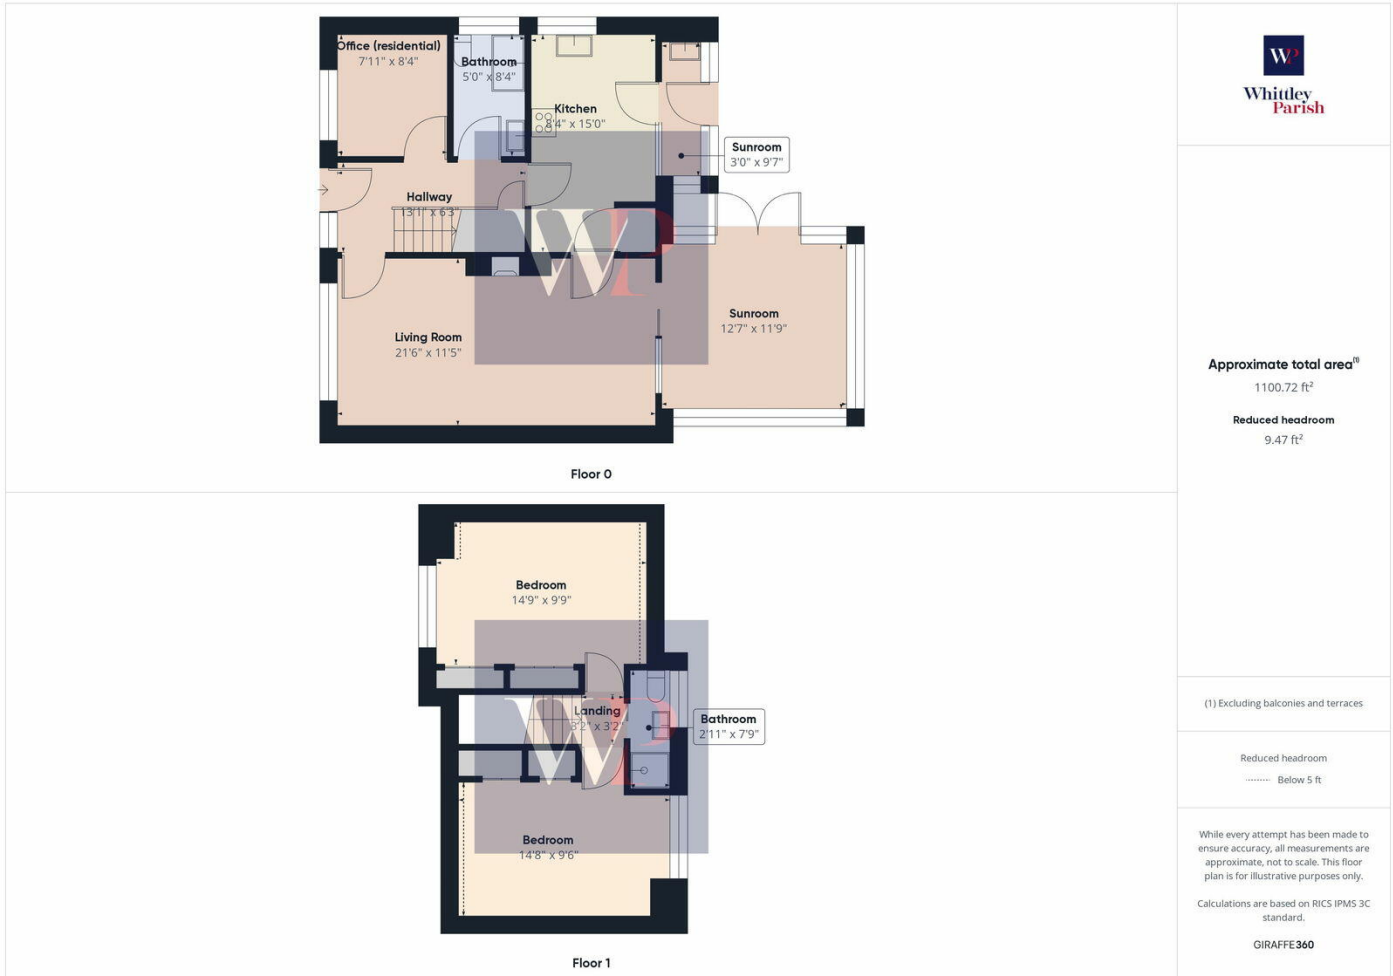 Office (residential)
7'11" x 8'4"
Bathroom
5'0" x 8'4"
Kitchen
8'4" x 15'0"
Sunroom
3'0" x 9'7"
Hallway
13'1" x 6'3"
Living Room
21'6" x 11'5"
Sunroom
12'7" x 11'9"
WP
Floor 0
Bedroom
14'9" x 9'9"
Landing
3'2" x 3'2"
Bathroom
2'11" x 7'9"
WP
Bedroom
14'8" x 9'6"
Floor 1
WP
Whittley
Parish
Approximate total area(1)
1100.72 ft²
Reduced headroom
9.47 ft²
(1) Excluding balconies and terraces
Reduced headroom
Below 5 ft
While every attempt has been made to
ensure accuracy, all measurements are
approximate, not to scale. This floor
plan is for illustrative purposes only.
Calculations are based on RICS IPMS 3C
standard.
GIRAFFE360